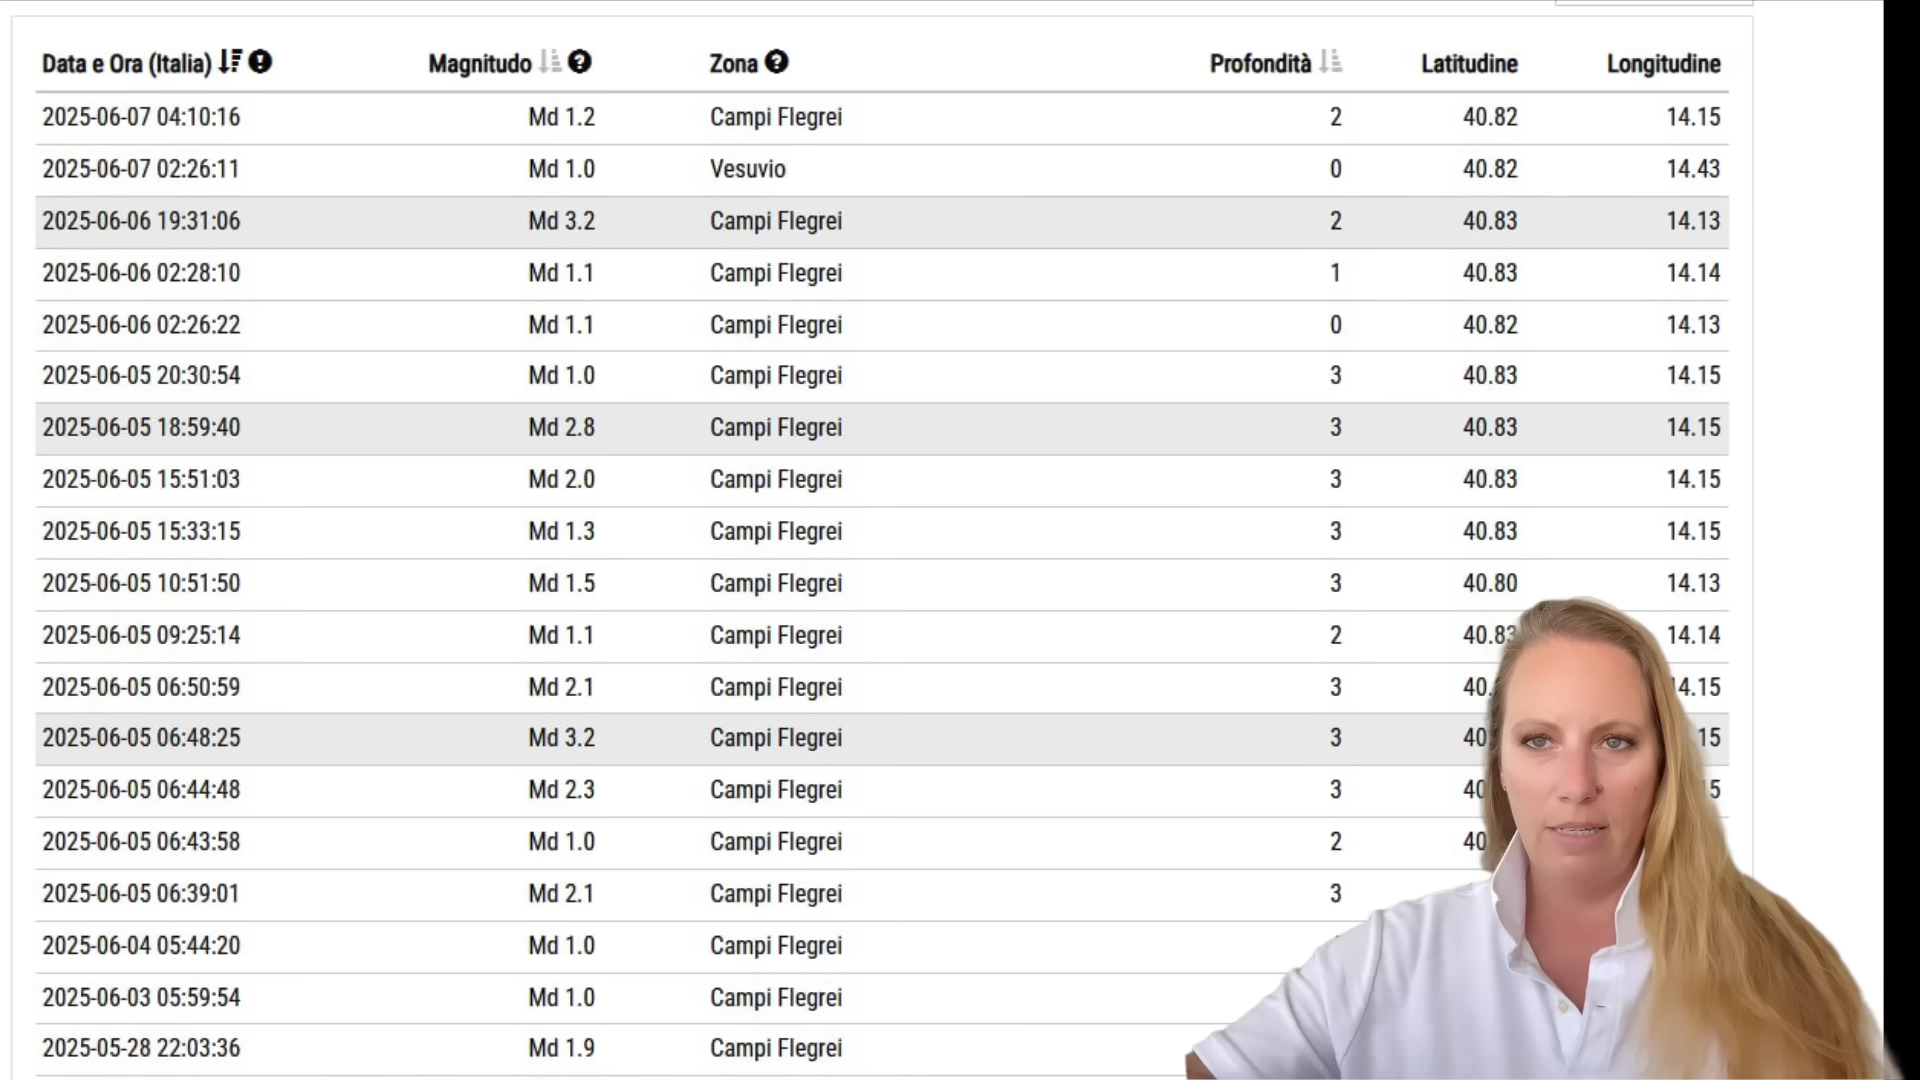 Data e Ora (Italia) Magnitudo Zona Profondità Latitudine Longitudine
2025-06-07 04:10:16 Md 1.2 Campi Flegrei 2 40.82 14.15
2025-06-07 02:26:11 Md 1.0 Vesuvio 0 40.82 14.43
2025-06-06 19:31:06 Md 3.2 Campi Flegrei 2 40.83 14.13
2025-06-06 02:28:10 Md 1.1 Campi Flegrei 1 40.83 14.14
2025-06-06 02:26:22 Md 1.1 Campi Flegrei 0 40.82 14.13
2025-06-05 20:30:54 Md 1.0 Campi Flegrei 3 40.83 14.15
2025-06-05 18:59:40 Md 2.8 Campi Flegrei 3 40.83 14.15
2025-06-05 15:51:03 Md 2.0 Campi Flegrei 3 40.83 14.15
2025-06-05 15:33:15 Md 1.3 Campi Flegrei 3 40.83 14.15
2025-06-05 10:51:50 Md 1.5 Campi Flegrei 3 40.80 14.13
2025-06-05 09:25:14 Md 1.1 Campi Flegrei 2 40.83 14.14
2025-06-05 06:50:59 Md 2.1 Campi Flegrei 3
2025-06-05 06:48:25 Md 3.2 Campi Flegrei 3
2025-06-05 06:44:48 Md 2.3 Campi Flegrei 3
2025-06-05 06:43:58 Md 1.0 Campi Flegrei 2
2025-06-05 06:39:01 Md 2.1 Campi Flegrei 3
2025-06-04 05:44:20 Md 1.0 Campi Flegrei
2025-06-03 05:59:54 Md 1.0 Campi Flegrei
2025-05-28 22:03:36 Md 1.9 Campi Flegrei